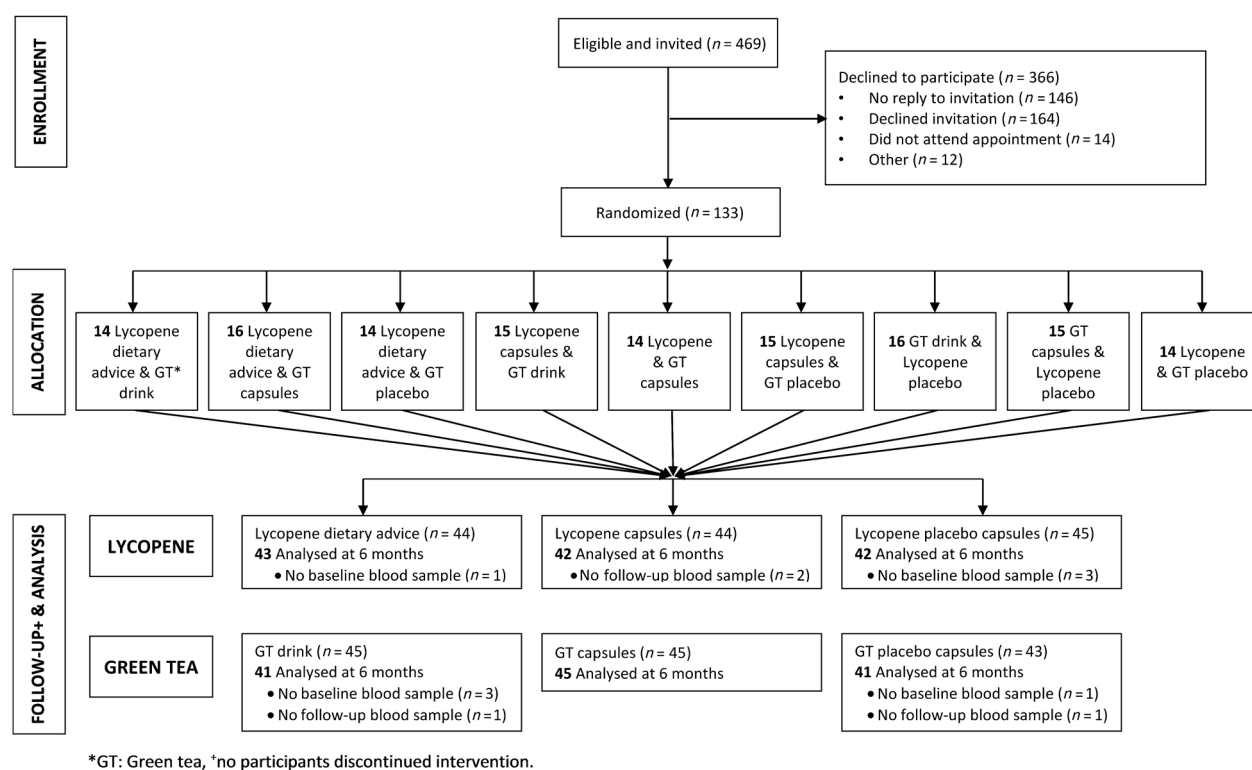 ENROLLMENT
Eligible and invited (n = 469)
Declined to participate (n = 366)
• No reply to invitation (n = 146)
• Declined invitation (n = 164)
• Did not attend appointment (n = 14)
• Other (n = 12)
Randomized (n = 133)
ALLOCATION
14 Lycopene
dietary
advice & GT*
drink
16 Lycopene
dietary
advice & GT
capsules
14 Lycopene
dietary
advice & GT
placebo
15 Lycopene
capsules &
GT drink
14 Lycopene
& GT
capsules
15 Lycopene
capsules &
GT placebo
16 GT drink &
Lycopene
placebo
15 GT
capsules &
Lycopene
placebo
14 Lycopene
& GT placebo
FOLLOW-UP+ & ANALYSIS
LYCOPENE
Lycopene dietary advice (n = 44)
43 Analysed at 6 months
• No baseline blood sample (n = 1)
Lycopene capsules (n = 44)
42 Analysed at 6 months
• No follow-up blood sample (n = 2)
Lycopene placebo capsules (n = 45)
42 Analysed at 6 months
• No baseline blood sample (n = 3)
GREEN TEA
GT drink (n = 45)
41 Analysed at 6 months
• No baseline blood sample (n = 3)
• No follow-up blood sample (n = 1)
GT capsules (n = 45)
45 Analysed at 6 months
GT placebo capsules (n = 43)
41 Analysed at 6 months
• No baseline blood sample (n = 1)
• No follow-up blood sample (n = 1)
*GT: Green tea, +no participants discontinued intervention.